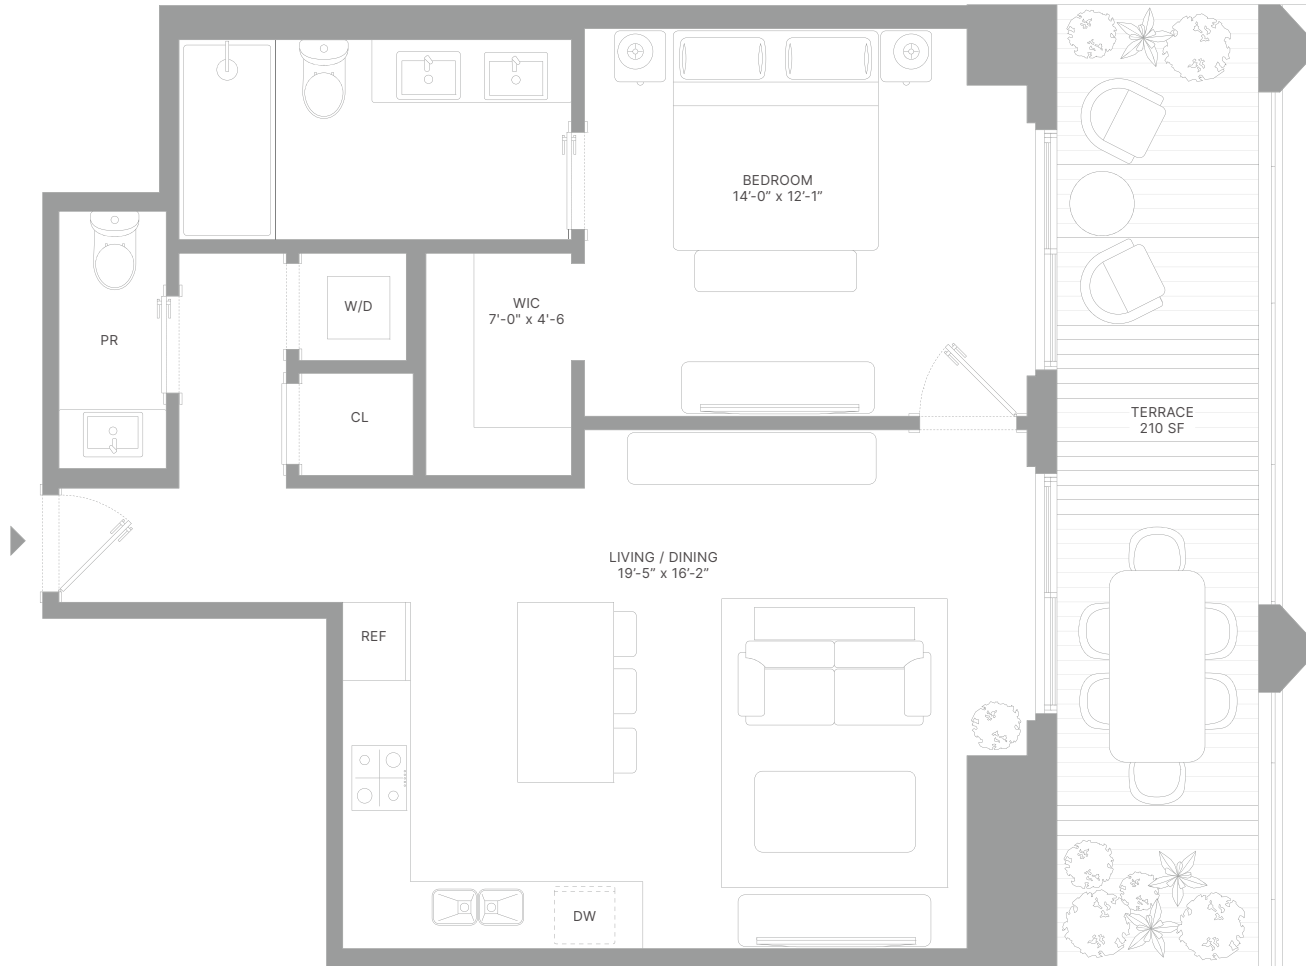 BEDROOM
14'-0" x 12'-1"
W/D
WIC
7'-0" x 4'-6
PR
CL
TERRACE
210 SF
LIVING / DINING
19'-5" x 16'-2"
REF
DW